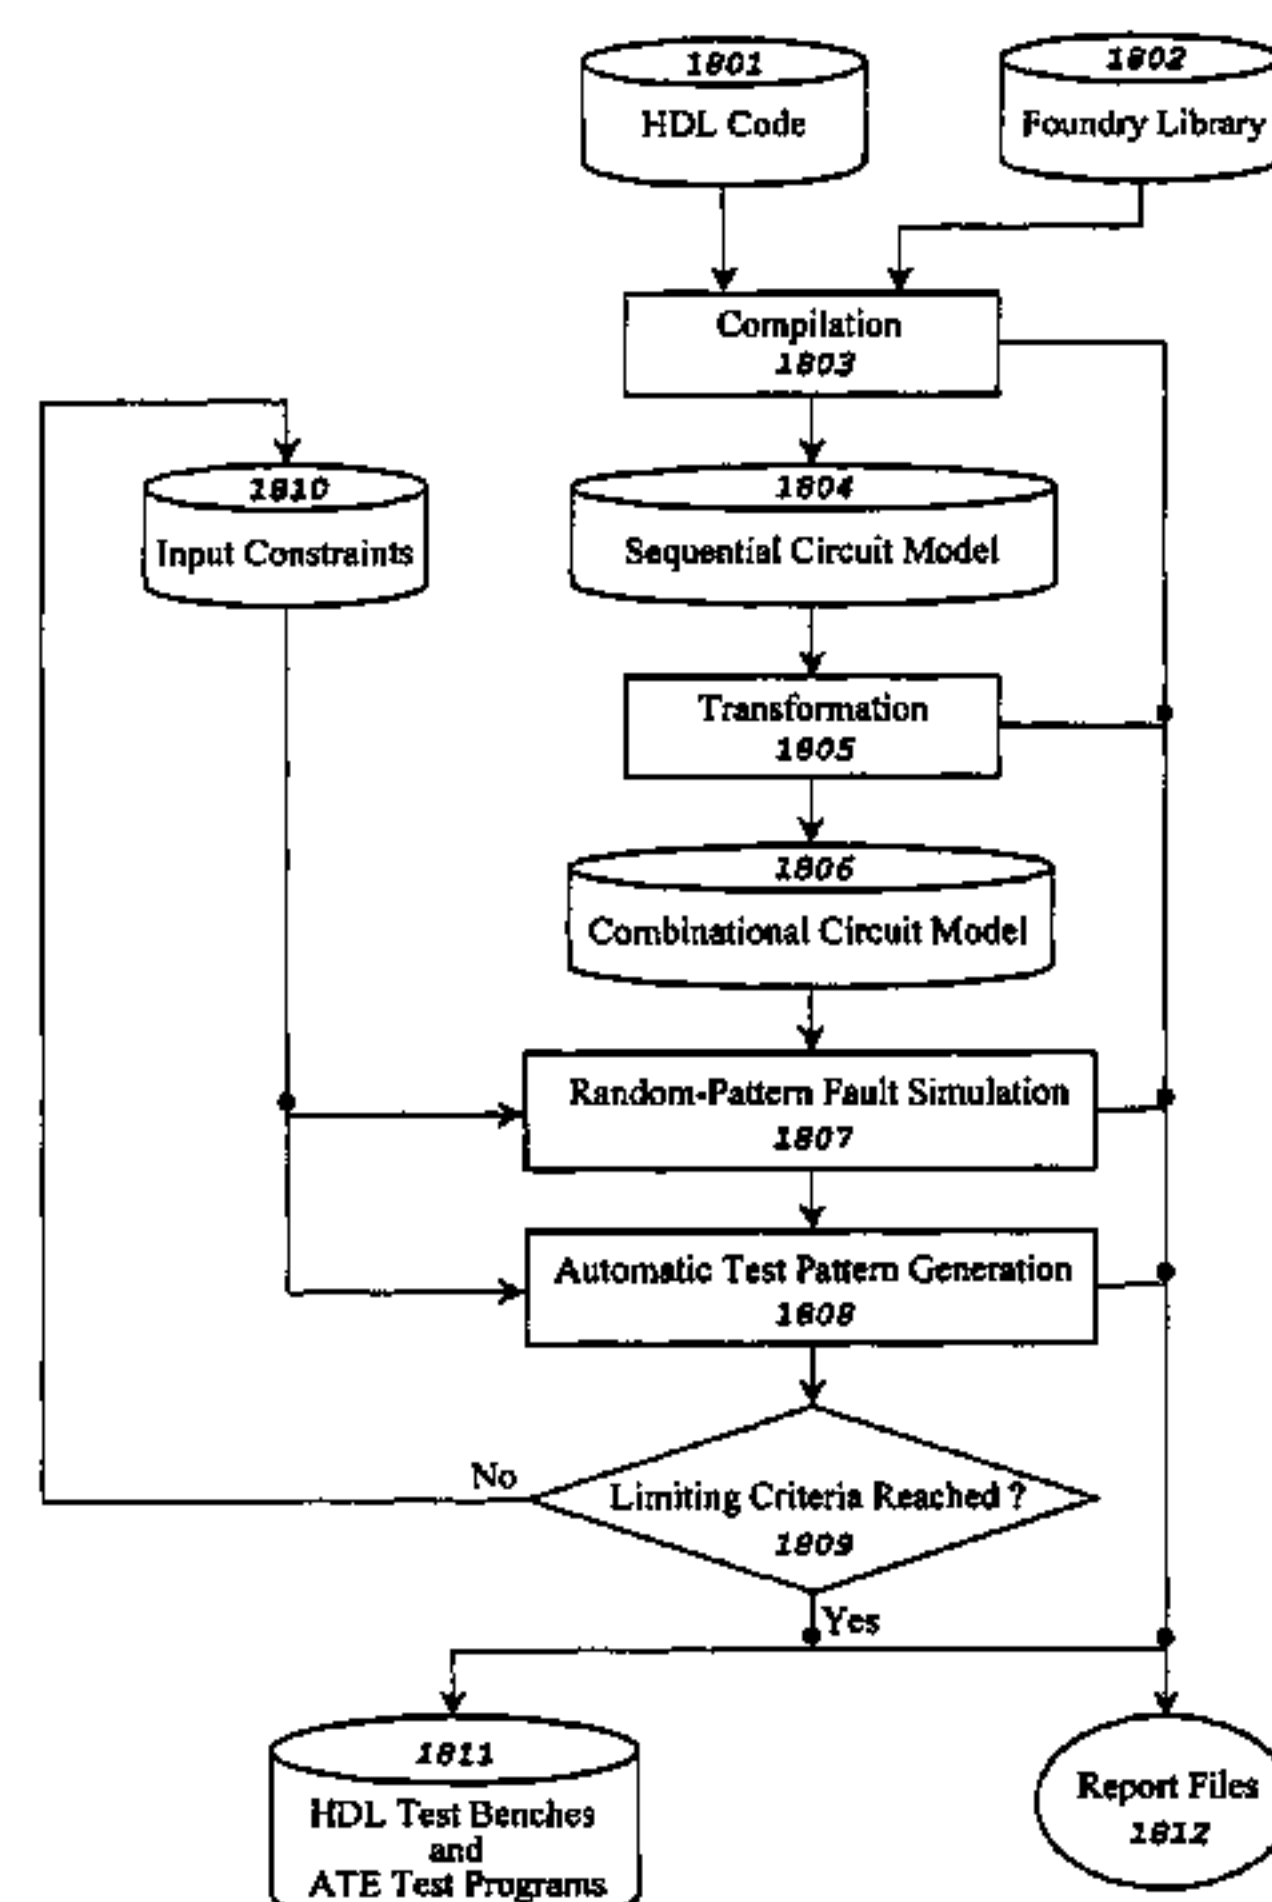 1801
HDL Code
1802
Foundry Library
Compilation
1803
1810
Input Constraints
1804
Sequential Circuit Model
Transformation
1805
1806
Combinational Circuit Model
Random-Pattern Fault Simulation
1807
Automatic Test Pattern Generation
1808
No
Limiting Criteria Reached ?
1809
Yes
1811
HDL Test Benches
and
ATE Test Programs
Report Files
1812